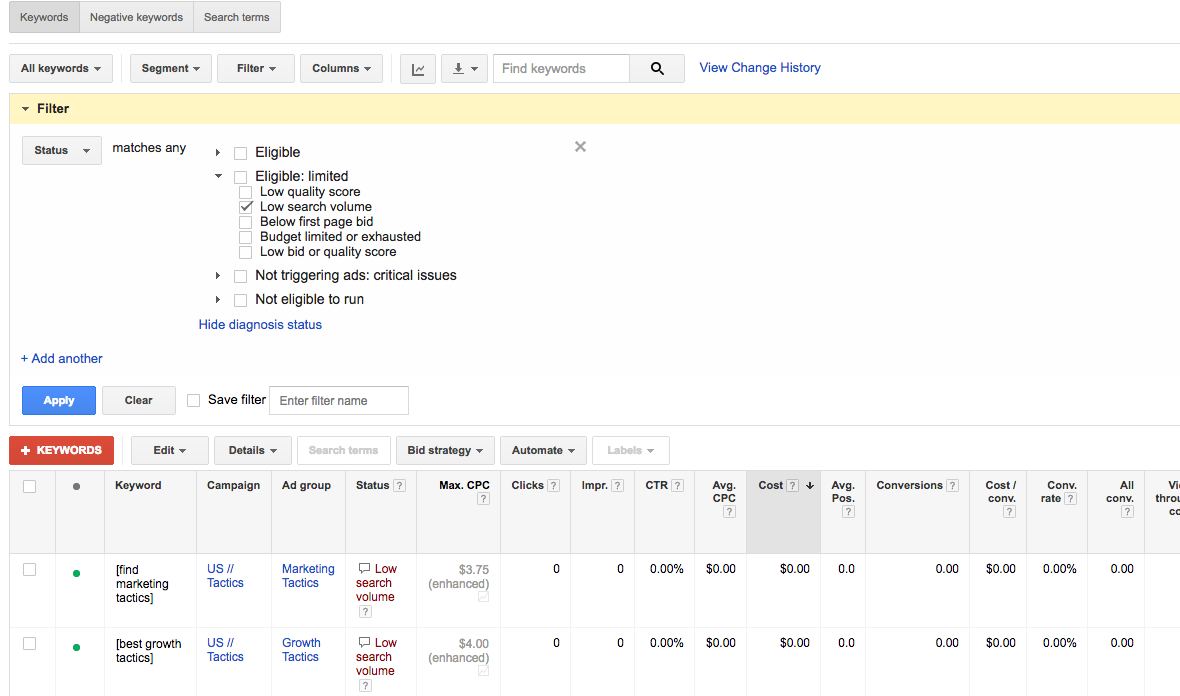 Keywords Negative keywords Search terms
All keywords Segment Filter Columns Find keywords View Change History
Filter
Status matches any
Eligible
Eligible: limited
Low quality score
Low search volume
Below first page bid
Budget limited or exhausted
Low bid or quality score
Not triggering ads: critical issues
Not eligible to run
Hide diagnosis status
+ Add another
Apply Clear Save filter Enter filter name
+ KEYWORDS Edit Details Search terms Bid strategy Automate Labels
Keyword Campaign Ad group Status ? Max. CPC ? Clicks ? Impr. ? CTR ? Avg. CPC ? Cost ? Avg. Pos. ? Conversions ? Cost / conv. ? Conv. rate ? All conv. ?
[find marketing tactics] US // Tactics Marketing Tactics Low search volume ? $3.75 (enhanced) 0 0 0.00% $0.00 $0.00 0.0 0.00 $0.00 0.00% 0.00
[best growth tactics] US // Tactics Growth Tactics Low search volume ? $4.00 (enhanced) 0 0 0.00% $0.00 $0.00 0.0 0.00 $0.00 0.00% 0.00